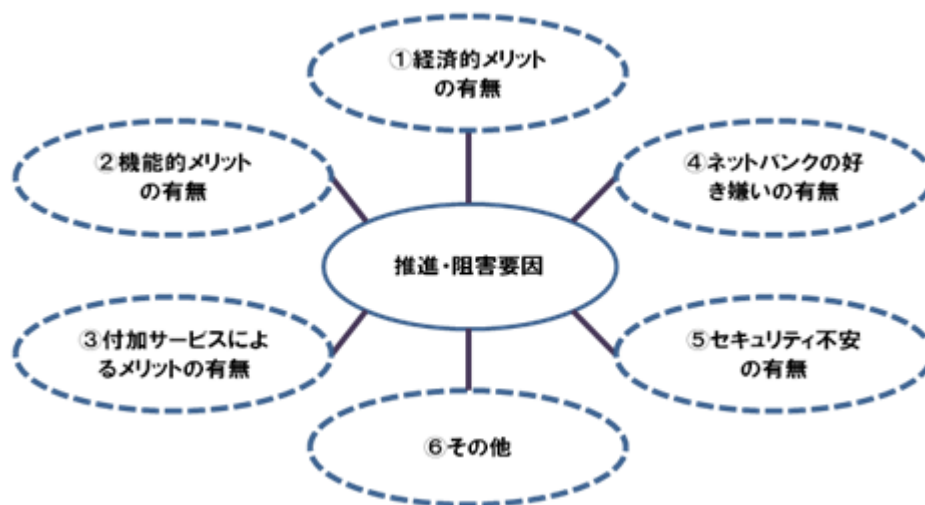 ①経済的メリット
の有無
②機能的メリット
の有無
④ネットバンクの好
き嫌いの有無
推進・阻害要因
③付加サービスによ
るメリットの有無
⑤セキュリティ不安
の有無
⑥その他